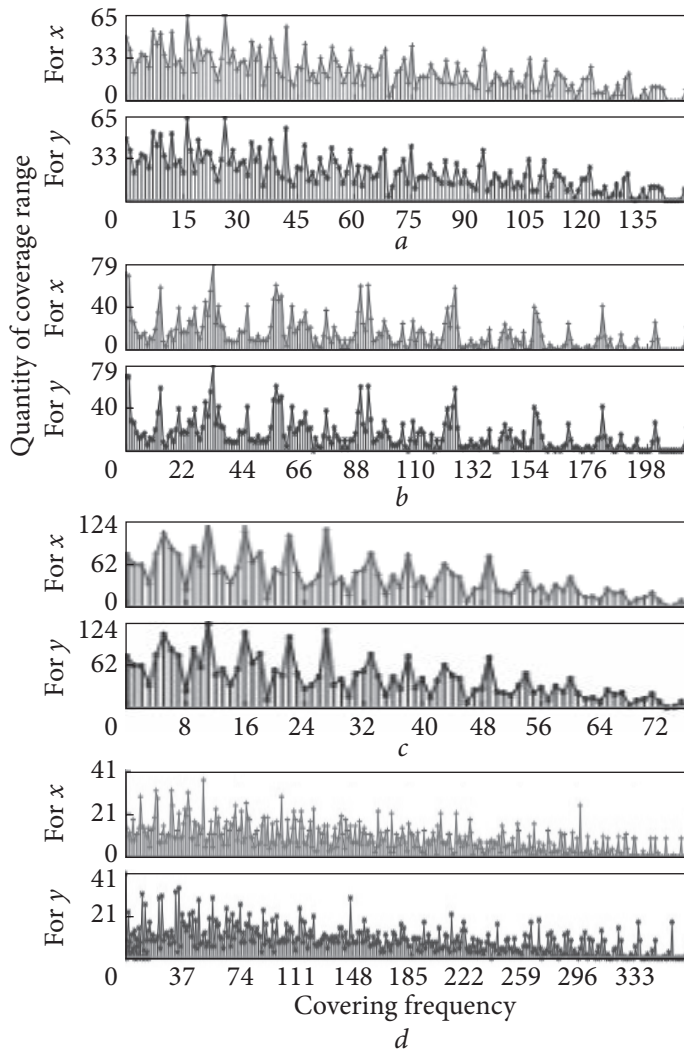 Quantity of coverage range
For x
65
33
0
For y
65
33
0 15 30 45 60 75 90 105 120 135
a
For x
79
40
0
For y
79
40
0 22 44 66 88 110 132 154 176 198
b
For x
124
62
0
For y
124
62
0 8 16 24 32 40 48 56 64 72
c
For x
41
21
0
For y
41
21
0 37 74 111 148 185 222 259 296 333
Covering frequency
d